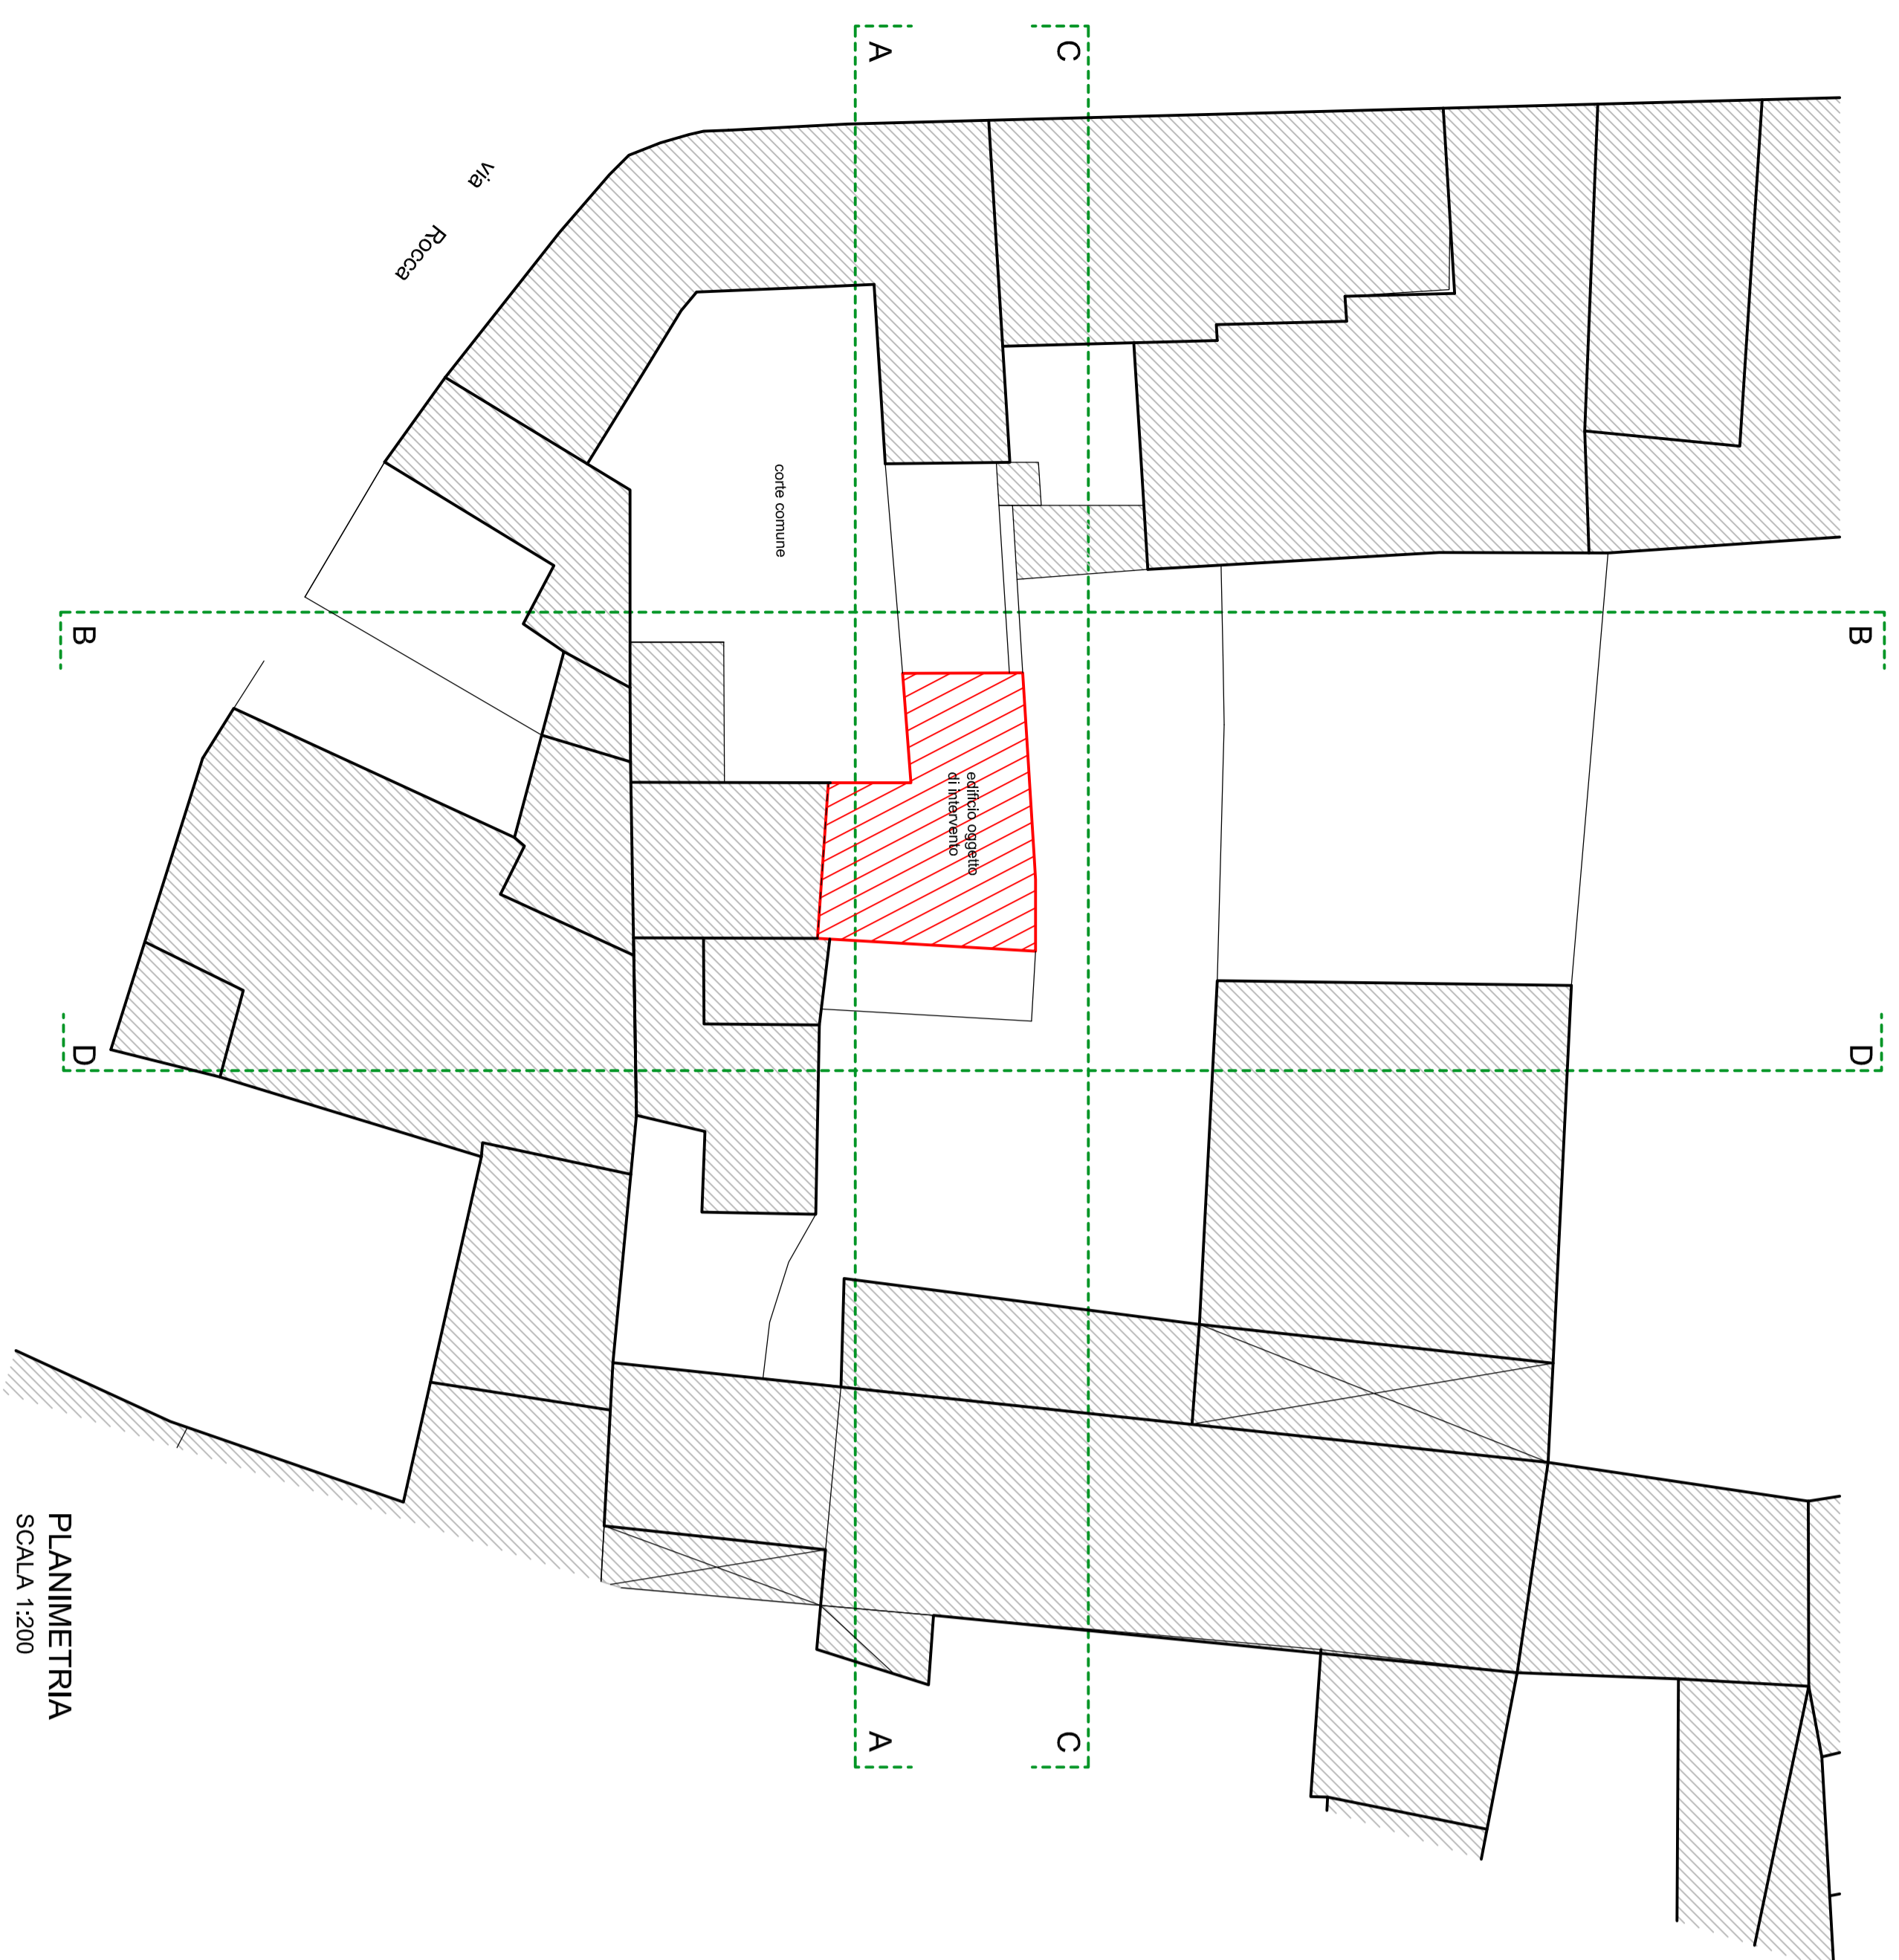 A
C
via
Rocca
corte comune
B
B
edificio oggetto
di intervento
D
D
A
C
PLANIMETRIA
SCALA 1:200